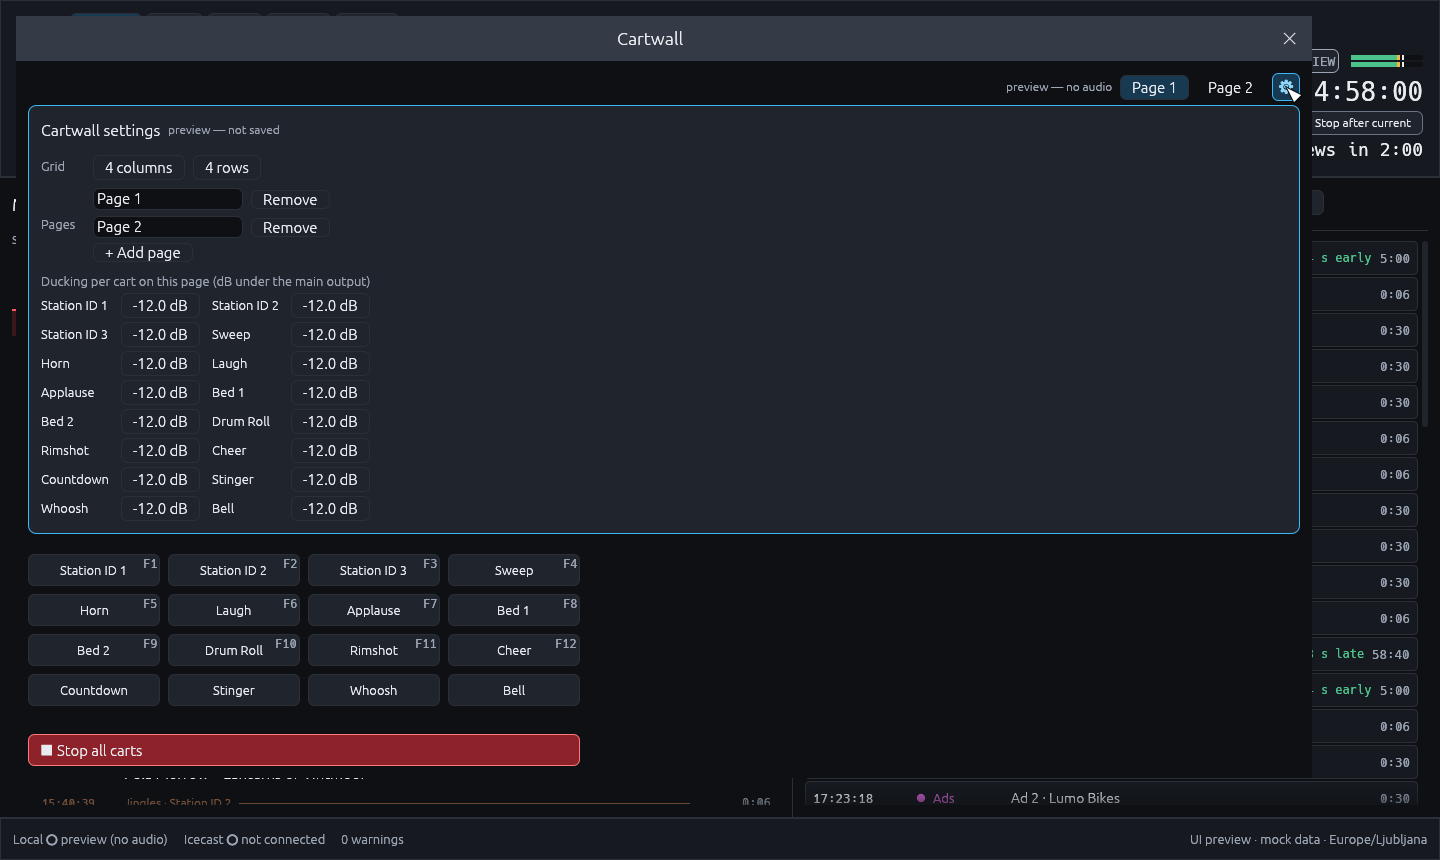 Cartwall
IEW
preview — no audio Page 1 Page 2
4:58:00
Stop after current
ws in 2:00
Cartwall settings preview — not saved
Grid 4 columns 4 rows
Page 1 Remove
Pages Page 2 Remove
+ Add page
Ducking per cart on this page (dB under the main output)
Station ID 1 -12.0 dB Station ID 2 -12.0 dB
Station ID 3 -12.0 dB Sweep -12.0 dB
Horn -12.0 dB Laugh -12.0 dB
Applause -12.0 dB Bed 1 -12.0 dB
Bed 2 -12.0 dB Drum Roll -12.0 dB
Rimshot -12.0 dB Cheer -12.0 dB
Countdown -12.0 dB Stinger -12.0 dB
Whoosh -12.0 dB Bell -12.0 dB
Station ID 1 F1 Station ID 2 F2 Station ID 3 F3 Sweep F4
Horn F5 Laugh F6 Applause F7 Bed 1 F8
Bed 2 F9 Drum Roll F10 Rimshot F11 Cheer F12
Countdown Stinger Whoosh Bell
Stop all carts
s early 5:00
0:06
0:30
0:30
0:30
0:06
0:06
0:30
0:30
0:30
0:06
s late 58:40
s early 5:00
0:06
0:30
15:40:39 Jingles · Station ID 2 0:06
17:23:18 Ads Ad 2 · Lumo Bikes 0:30
Local preview (no audio) Icecast not connected 0 warnings
UI preview · mock data · Europe/Ljubljana